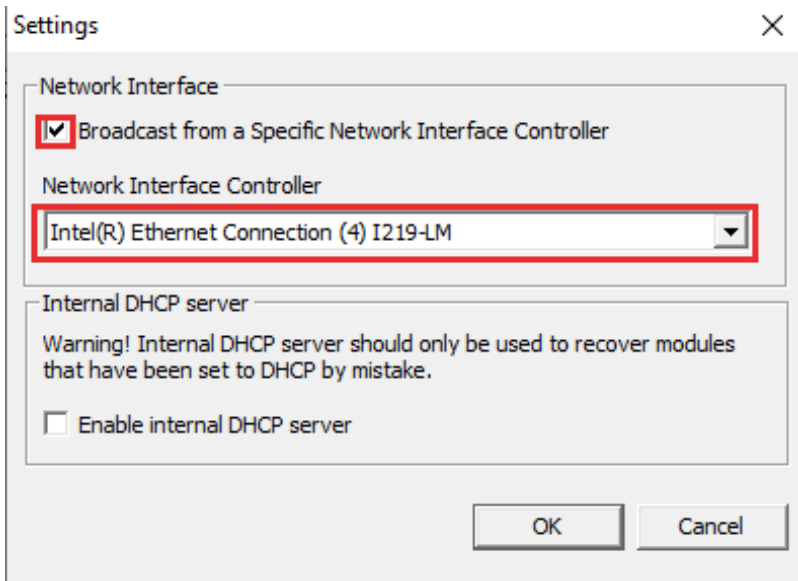 Settings
Network Interface
Broadcast from a Specific Network Interface Controller
Network Interface Controller
Intel(R) Ethernet Connection (4) I219-LM
Internal DHCP server
Warning! Internal DHCP server should only be used to recover modules
that have been set to DHCP by mistake.
Enable internal DHCP server
OK Cancel